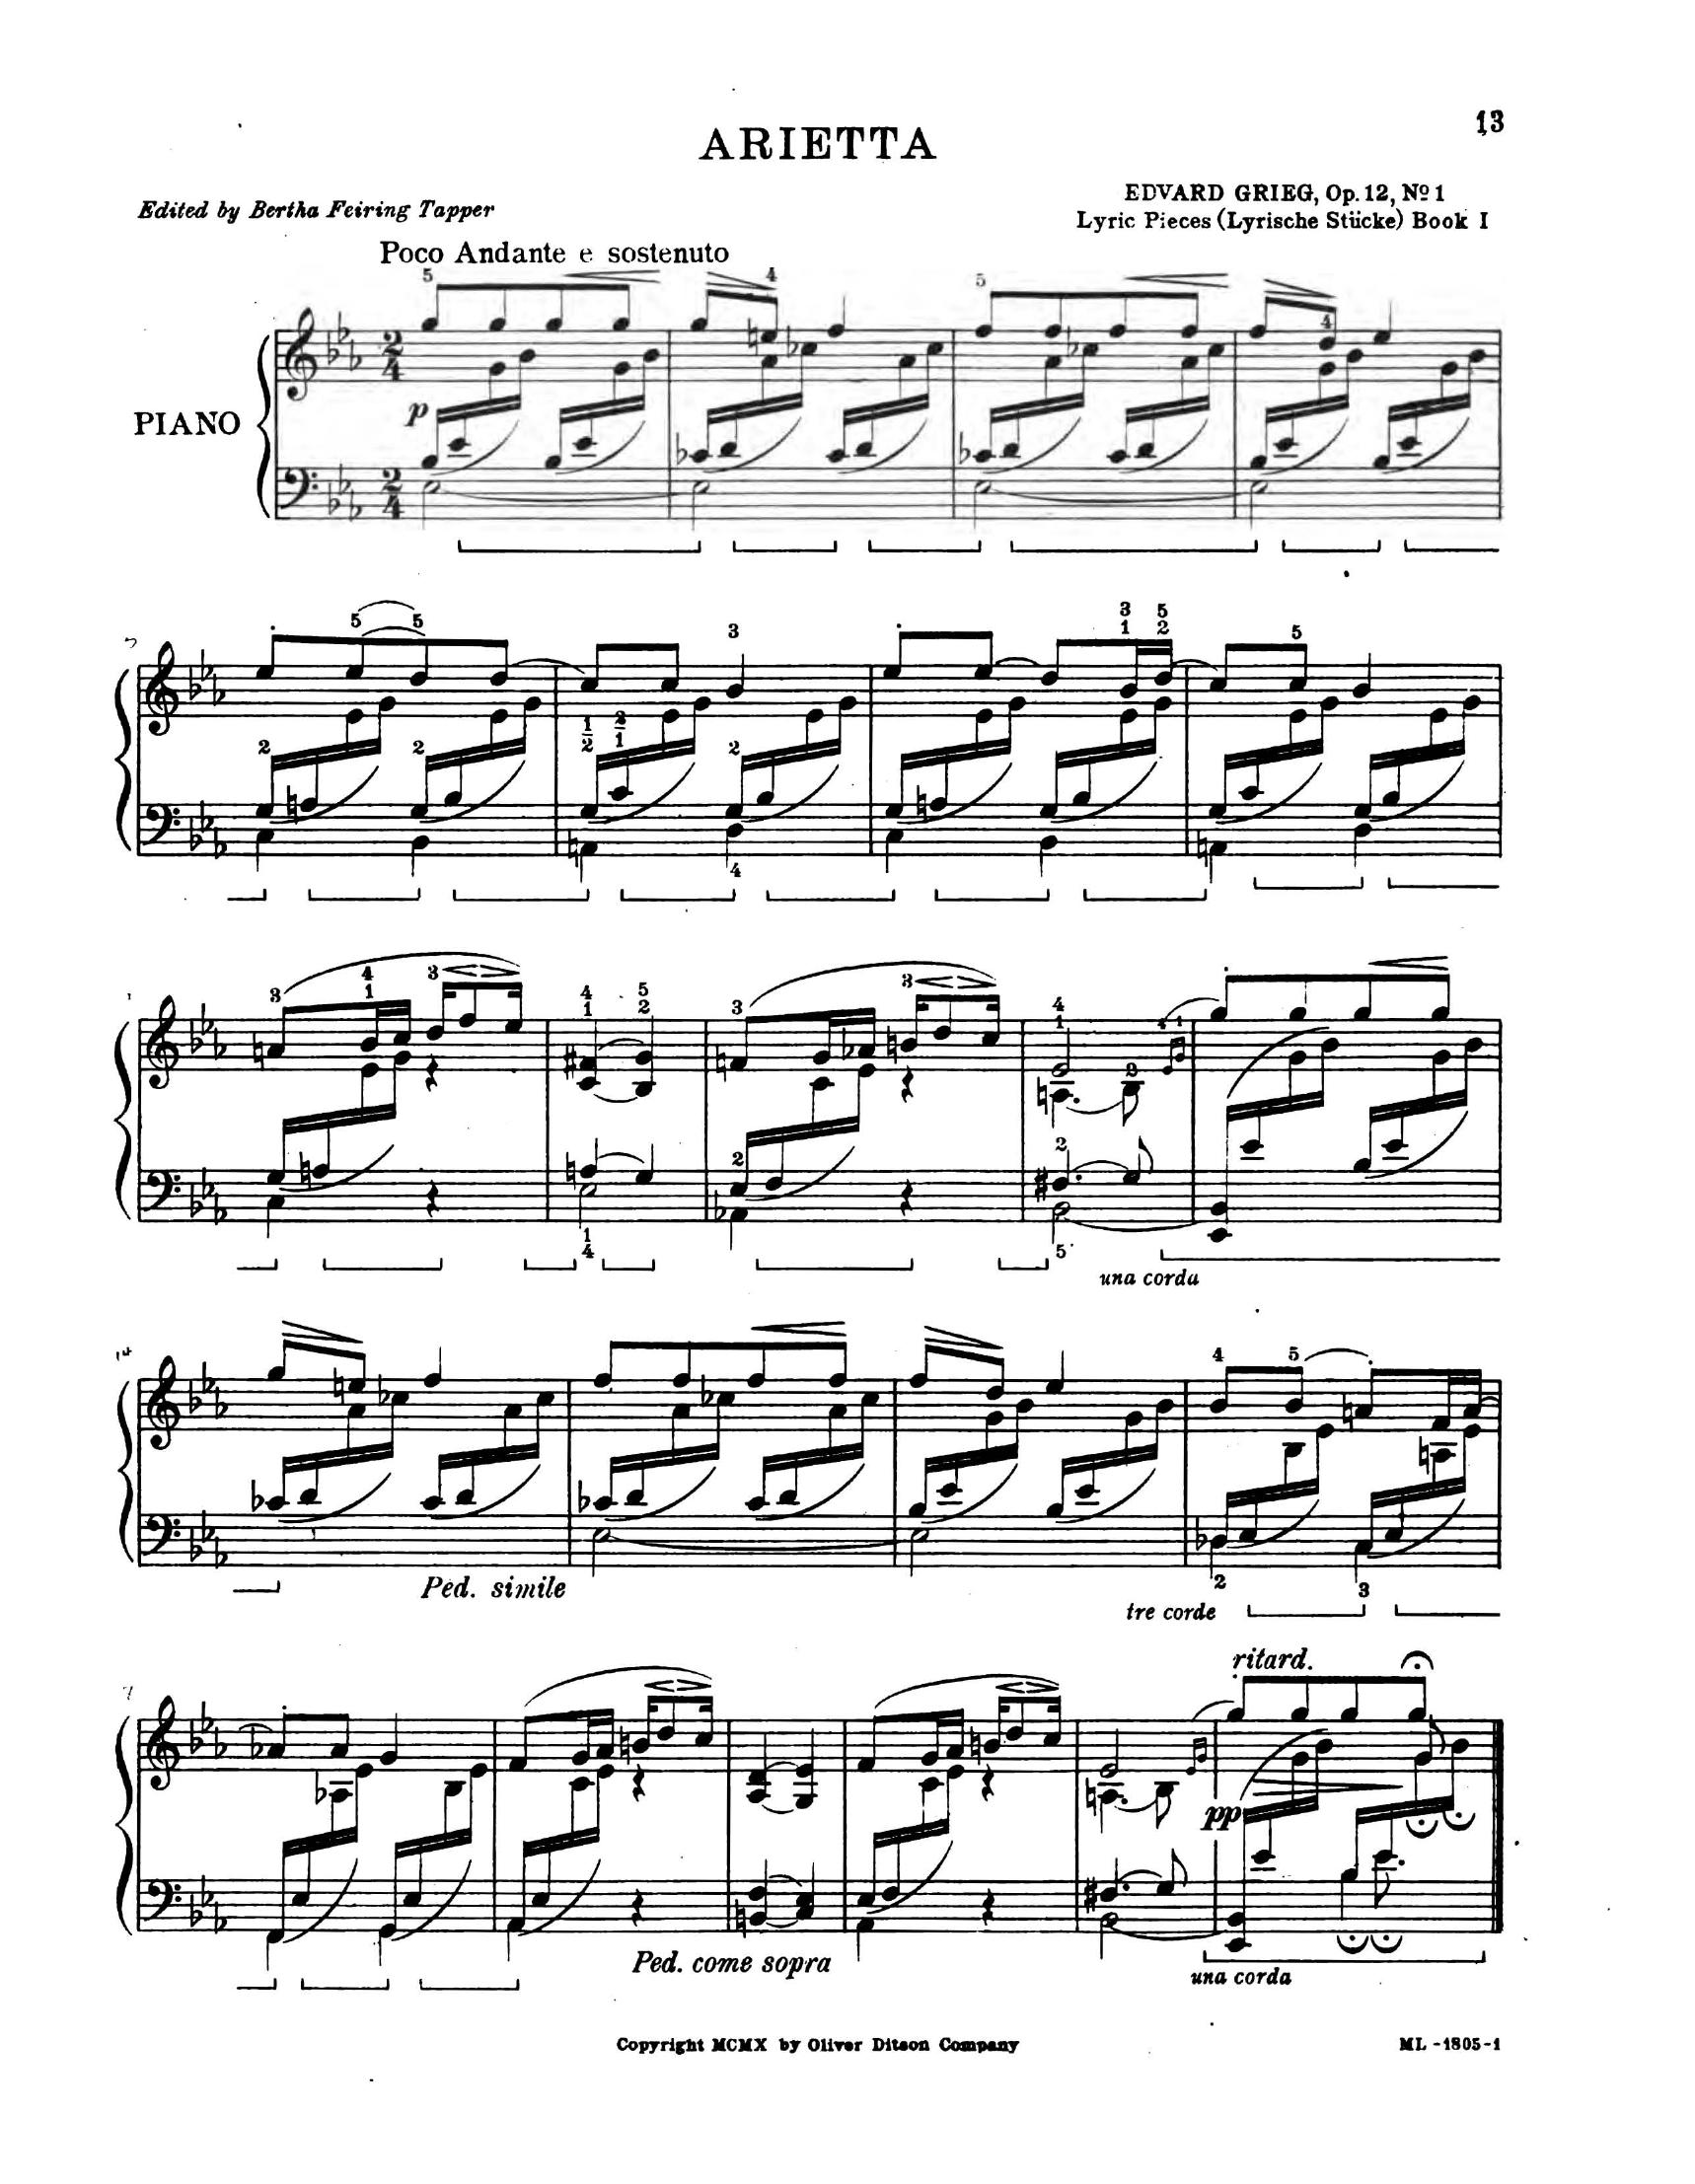 13
ARIETTA
Edited by Bertha Feiring Tapper
EDVARD GRIEG, Op. 12, Nº 1
Lyric Pieces (Lyrische Stücke) Book I
Poco Andante e sostenuto
PIANO
p
una corda
Ped. simile
tre corde
ritard.
pp
Ped. come sopra
una corda
Copyright MCMX by Oliver Ditson Company
ML -1805-1